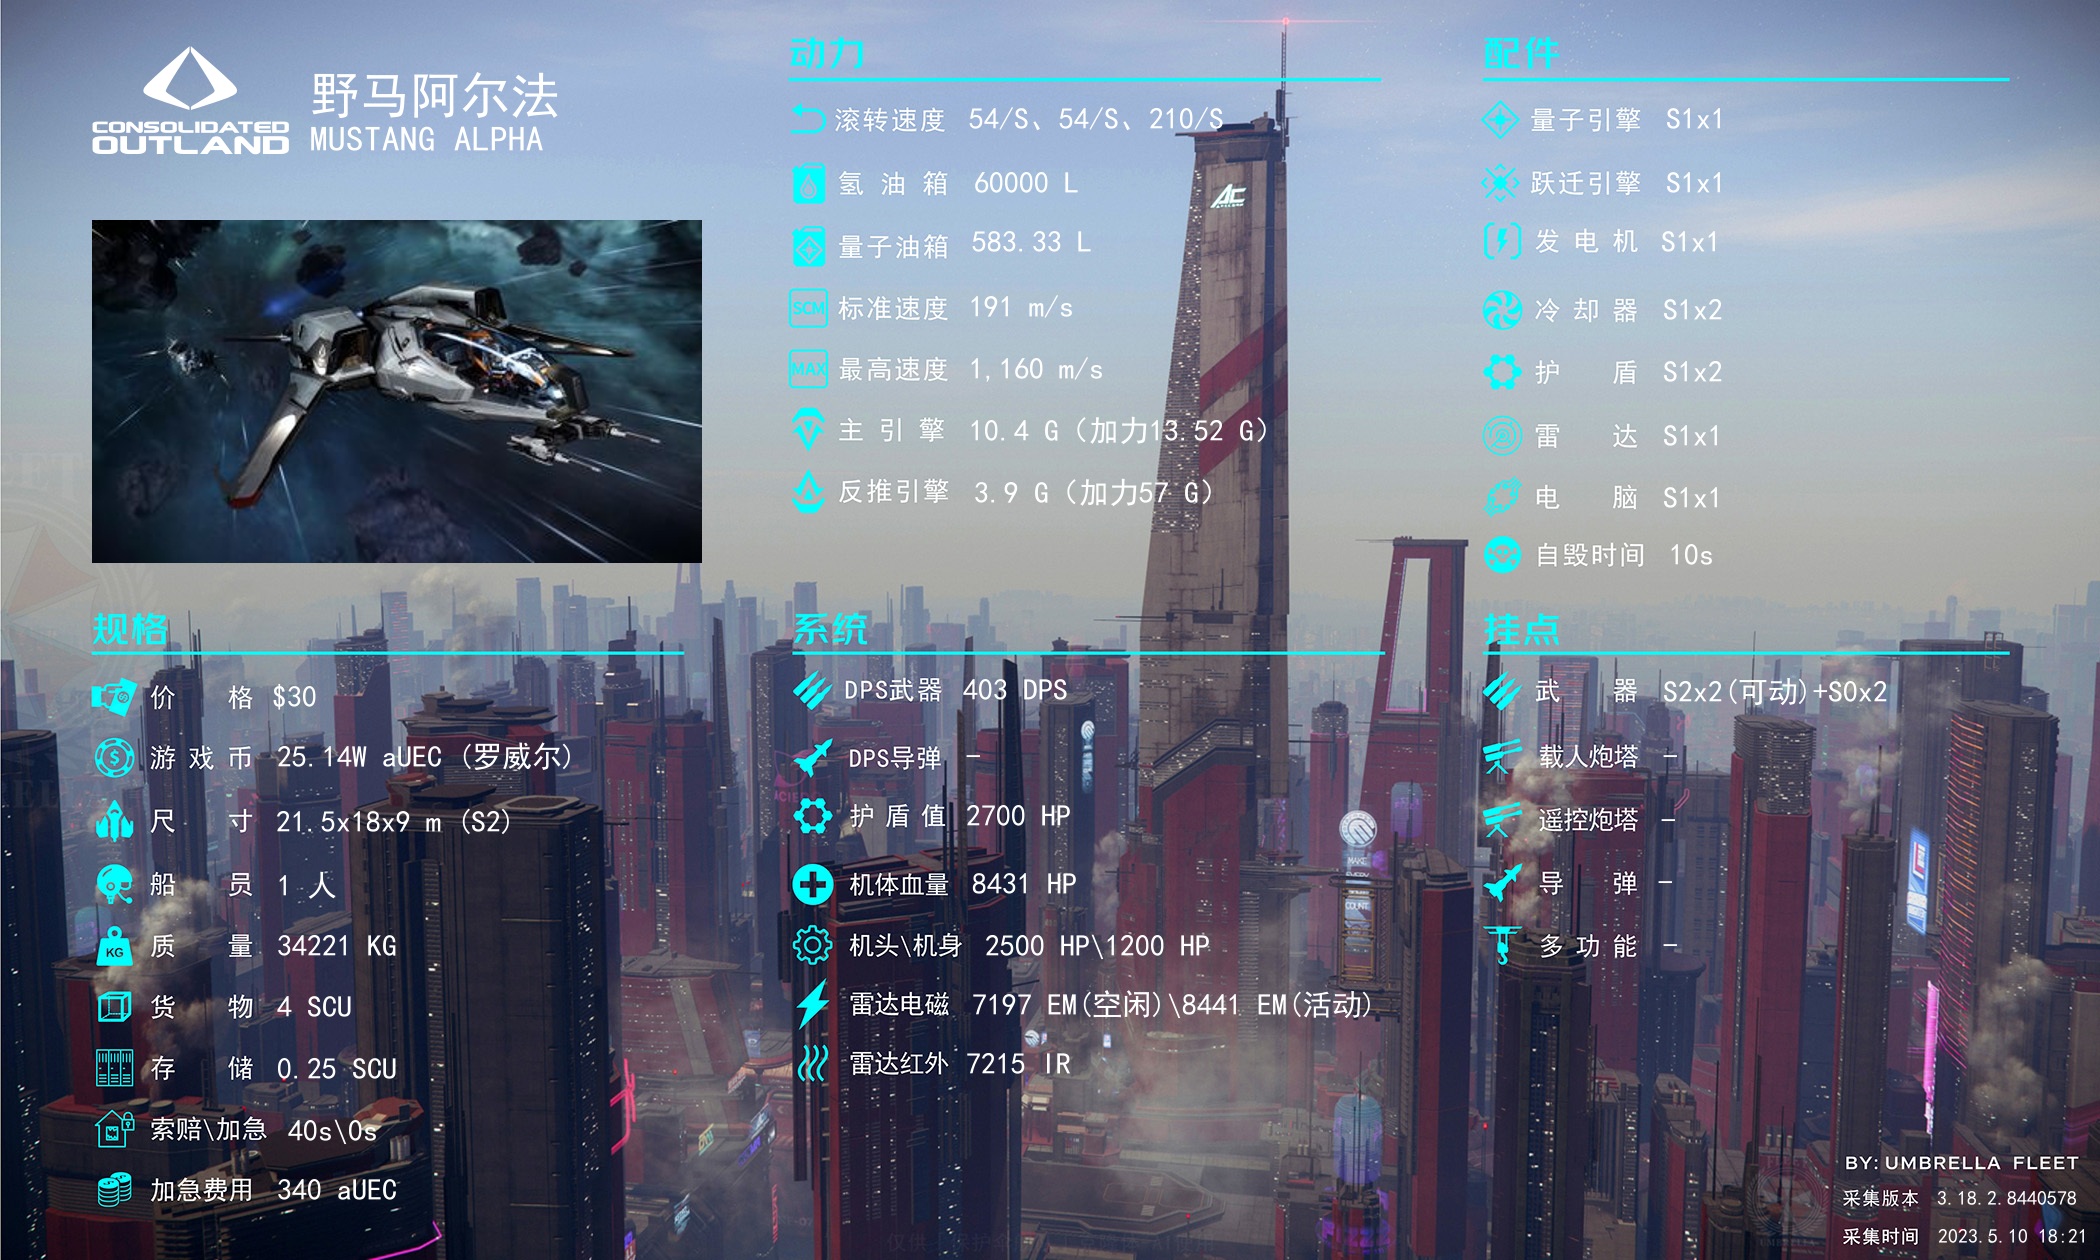 CONSOLIDATED
OUTLAND
野马阿尔法
MUSTANG ALPHA
动力
滚转速度 54/S、54/S、210/S
氢油箱 60000 L
量子油箱 583.33 L
SCM 标准速度 191 m/s
MAX 最高速度 1,160 m/s
主引擎 10.4 G（加力13.52 G）
反推引擎 3.9 G（加力57 G）
配件
量子引擎 S1x1
跃迁引擎 S1x1
发电机 S1x1
冷却器 S1x2
护盾 S1x2
雷达 S1x1
电脑 S1x1
自毁时间 10s
规格
价格 $30
游戏币 25.14W aUEC (罗威尔)
尺寸 21.5x18x9 m (S2)
船员 1 人
KG 质量 34221 KG
货物 4 SCU
存储 0.25 SCU
索赔\加急 40s\0s
加急费用 340 aUEC
系统
DPS武器 403 DPS
DPS导弹 -
护盾值 2700 HP
机体血量 8431 HP
机头\机身 2500 HP\1200 HP
雷达电磁 7197 EM(空闲)\8441 EM(活动)
雷达红外 7215 IR
挂点
武器 S2x2(可动)+S0x2
载人炮塔 -
遥控炮塔 -
导弹 -
多功能 -
AC
MAKE
EVERY
COUNT
BY: UMBRELLA FLEET
采集版本 3.18.2.8440578
采集时间 2023.5.10 18:21